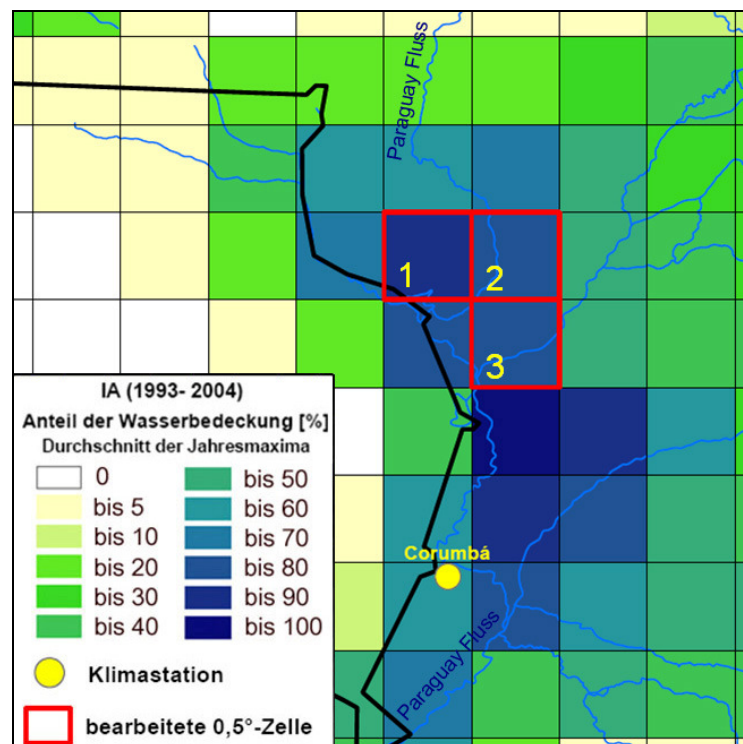 Paraguay Fluss
1
2
3
IA (1993- 2004)
Anteil der Wasserbedeckung [%]
Durchschnitt der Jahresmaxima
0
bis 5
bis 10
bis 20
bis 30
bis 40
bis 50
bis 60
bis 70
bis 80
bis 90
bis 100
Klimastation
bearbeitete 0,5°-Zelle
Corumbá
Paraguay Fluss